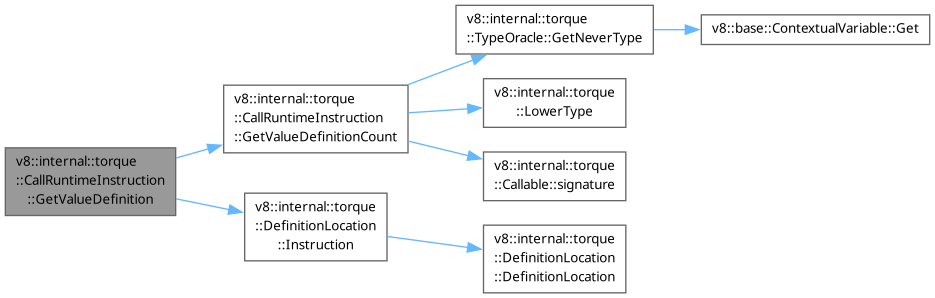 v8::internal::torque
::CallRuntimeInstruction
::GetValueDefinition
v8::internal::torque
::CallRuntimeInstruction
::GetValueDefinitionCount
v8::internal::torque
::TypeOracle::GetNeverType
v8::base::ContextualVariable::Get
v8::internal::torque
::LowerType
v8::internal::torque
::Callable::signature
v8::internal::torque
::DefinitionLocation
::Instruction
v8::internal::torque
::DefinitionLocation
::DefinitionLocation